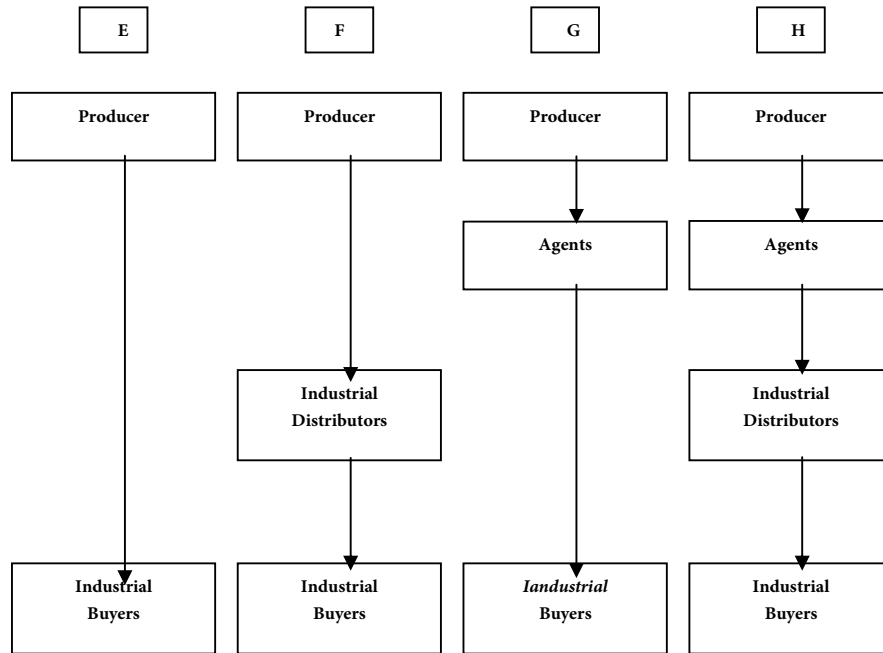 E F G H
Producer Producer Producer Producer
Agents Agents
Industrial Industrial
Distributors Distributors
Industrial Industrial Iandustrial Industrial
Buyers Buyers Buyers Buyers